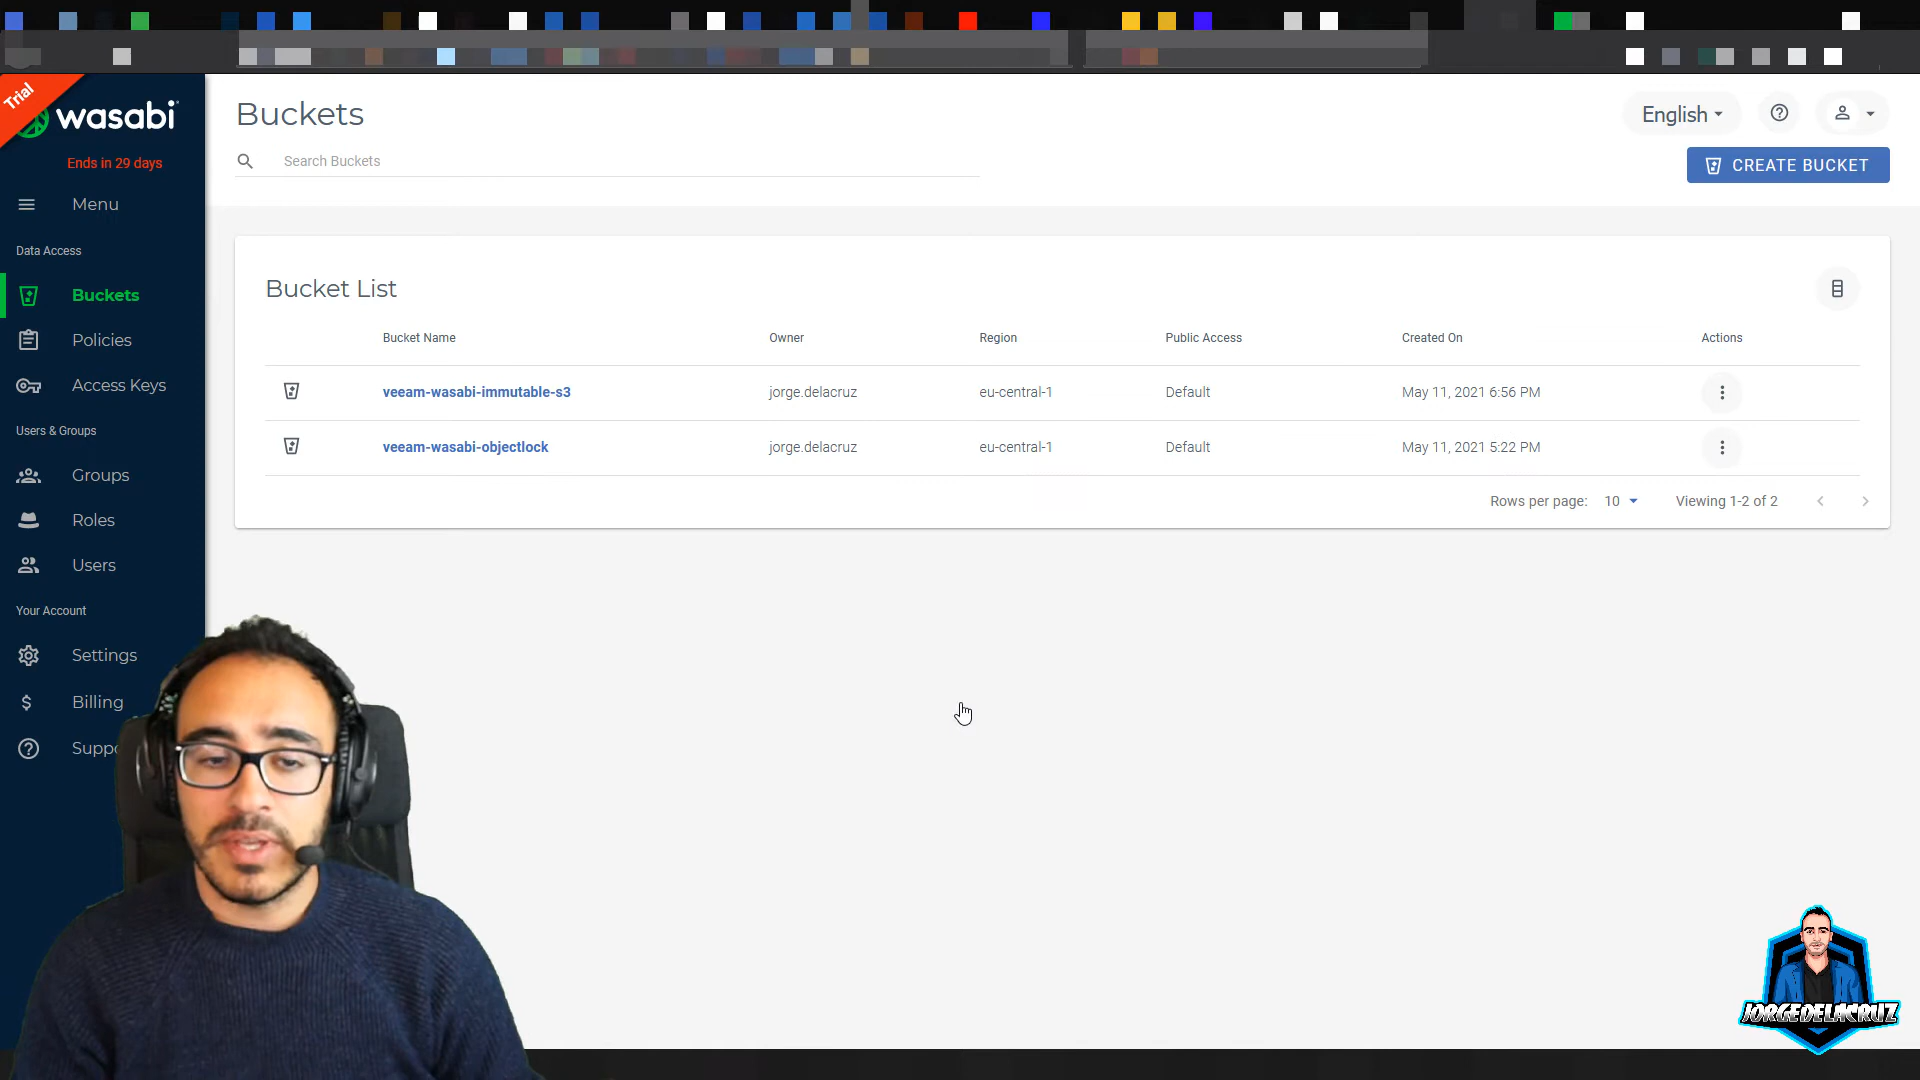 Trial
wasabi
Ends in 29 days
Menu
Data Access
Buckets
Policies
Access Keys
Users & Groups
Groups
Roles
Users
Your Account
Settings
Billing
Buckets
Search Buckets
English
CREATE BUCKET
Bucket List
Bucket Name Owner Region Public Access Created On Actions
veeam-wasabi-immutable-s3 jorge.delacruz eu-central-1 Default May 11, 2021 6:56 PM
veeam-wasabi-objectlock jorge.delacruz eu-central-1 Default May 11, 2021 5:22 PM
Rows per page: 10 Viewing 1-2 of 2
JORGEDELACRUZ